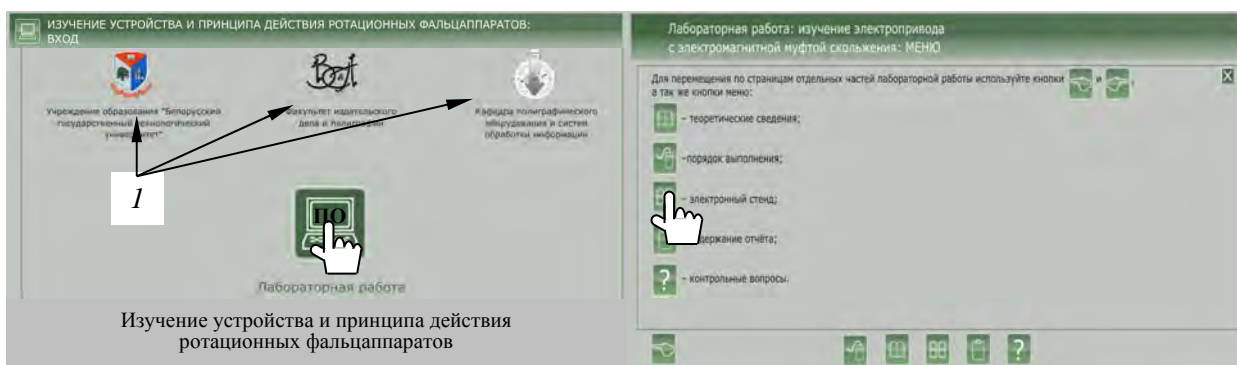 ИЗУЧЕНИЕ УСТРОЙСТВА И ПРИНЦИПА ДЕЙСТВИЯ РОТАЦИОННЫХ ФАЛЬЦАППАРАТОВ:
ВХОД
Учреждение образования "Белорусский
государственный технологический
университет"
Факультет издательского
дела и полиграфии
Кафедра полиграфического
оборудования и систем
обработки информации
1
ПО
Лабораторная работа
Изучение устройства и принципа действия
ротационных фальцаппаратов
Лабораторная работа: изучение электропривода
с электромагнитной муфтой скольжения: МЕНЮ
X
Для перемещения по страницам отдельных частей лабораторной работы используйте кнопки и ,
а так же кнопки меню:
– теоретические сведения;
–порядок выполнения;
– электронный стенд;
держание отчёта;
? – контрольные вопросы.
?